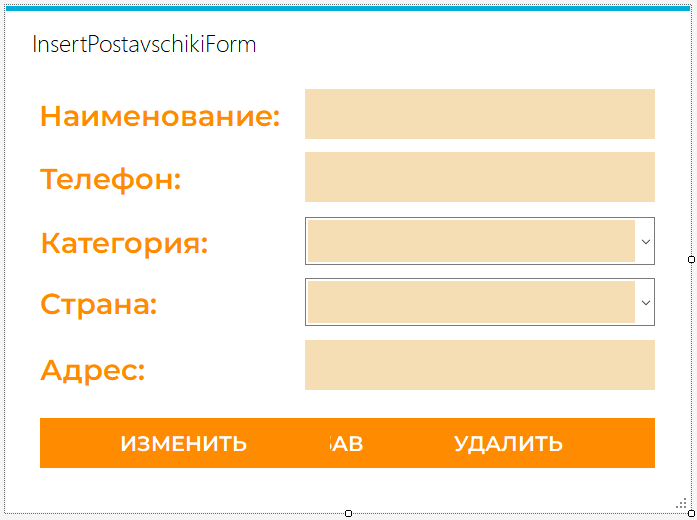 InsertPostavschikiForm
Наименование:
Телефон:
Категория:
Страна:
Адрес:
ИЗМЕНИТЬ УДАЛИТЬ